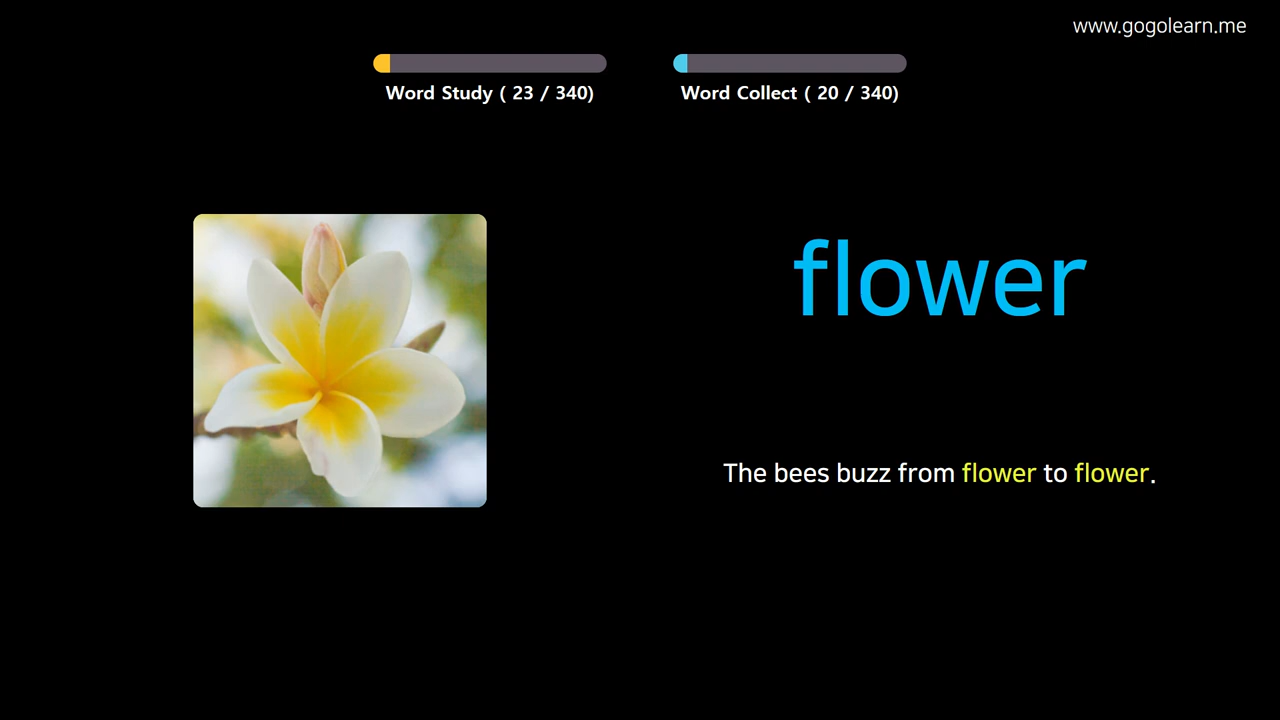 www.gogolearn.me
Word Study ( 23 / 340)
Word Collect ( 20 / 340)
flower
The bees buzz from flower to flower.